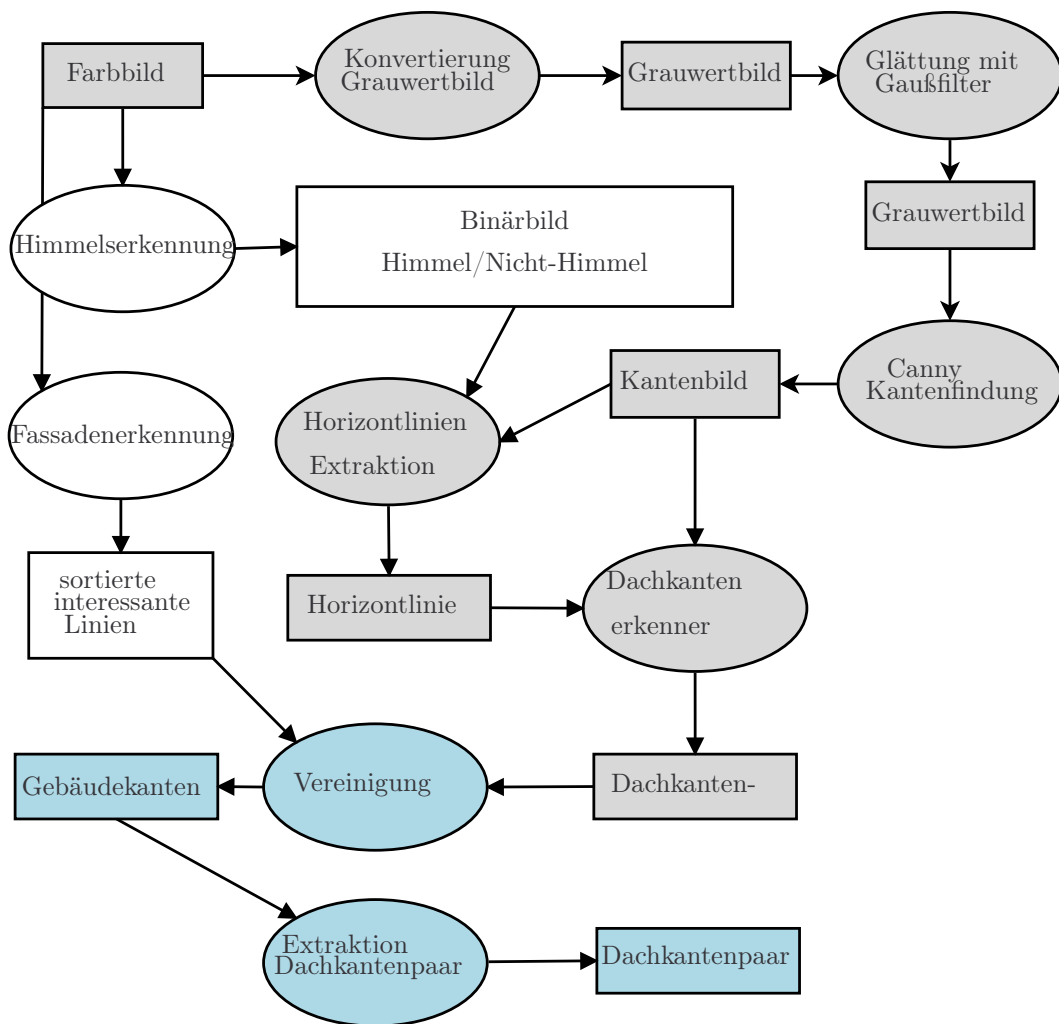 Farbbild
Konvertierung
Grauwertbild
Grauwertbild
Glättung mit
Gaußfilter
Grauwertbild
Himmelserkennung
Binärbild
Himmel/Nicht-Himmel
Canny
Kantenfindung
Kantenbild
Horizontlinien
Extraktion
Fassadenerkennung
sortierte
interessante
Linien
Horizontlinie
Dachkanten
erkenner
Gebäudekanten
Vereinigung
Dachkanten-
Extraktion
Dachkantenpaar
Dachkantenpaar